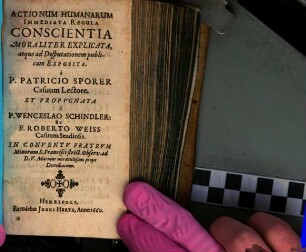 ACTIONUM HUMANARUM
IMMEDIATA REGULA
CONSCIENTIA
MORALITER EXPLICATA,
atque ad Disputationem publi-
cam EXPOSITA.
à
P. PATRICIO SPORER
Casuum Lectore.
ET PROPUGNATA
à
P. WENCESLAO SCHINDLER:
Et
F. ROBERTO WEISS
Casuum Studiosis.
IN CONVENTU FRATRUM
Minorum S. Francisci strict. Observ. ad
D.V. Mariam miraculosam prope
HERBIPOLI,
Excudebat JOBUS HERTZ, Anno 1660.